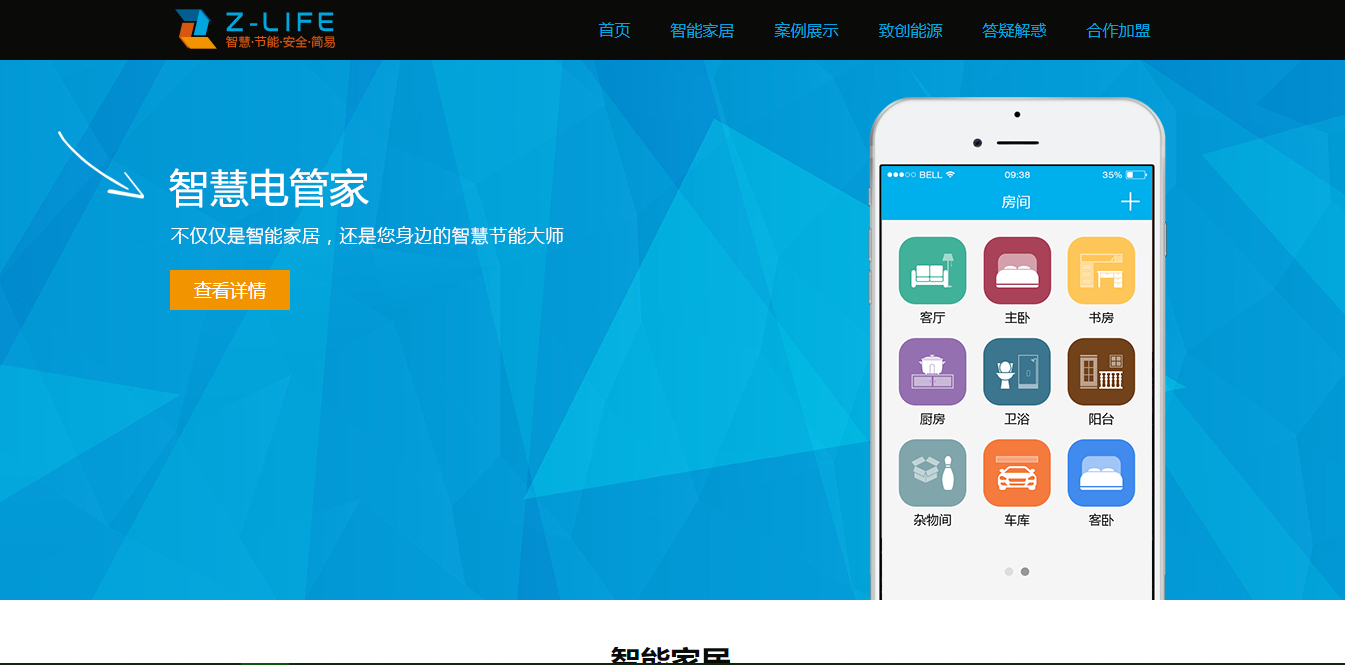 Z-LIFE
智慧·节能·安全·简易
首页 智能家居 案例展示 致创能源 答疑解惑 合作加盟
智慧电管家
不仅仅是智能家居，还是您身边的智慧节能大师
查看详情
BELL 09:38 35%
房间
客厅 主卧 书房
厨房 卫浴 阳台
杂物间 车库 客卧
智能家居